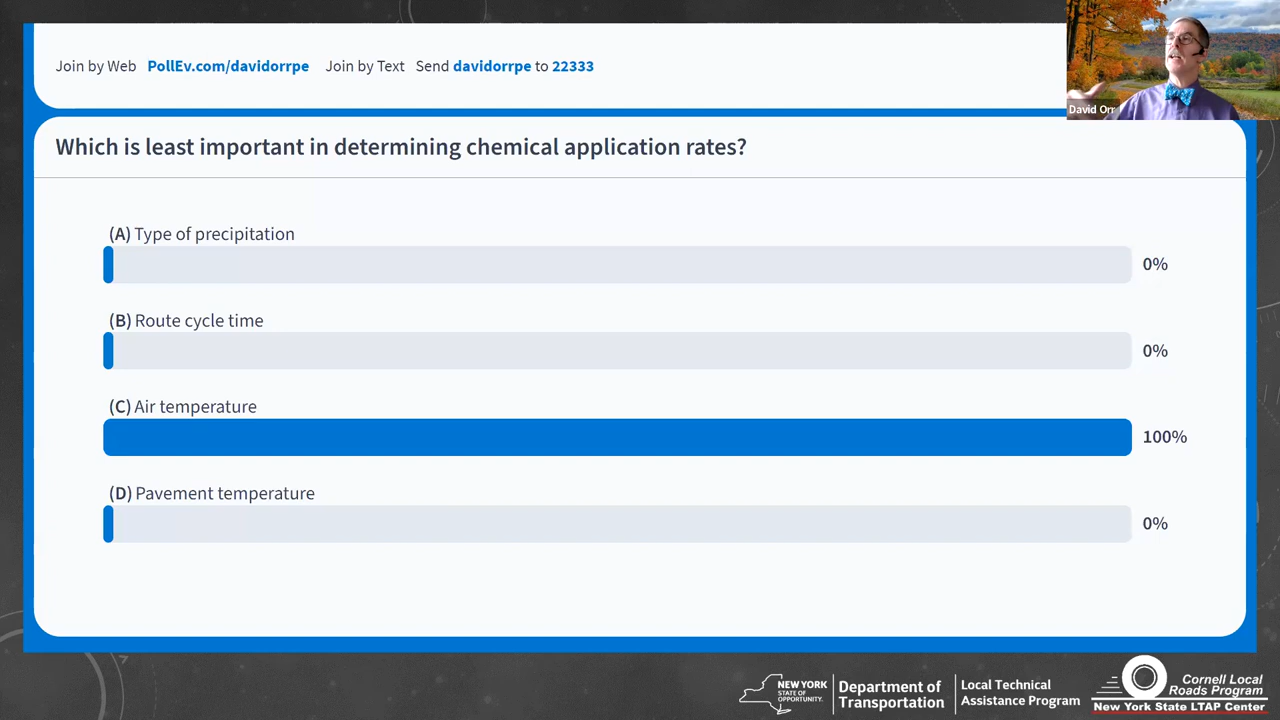 Join by Web PollEv.com/davidorrpe Join by Text Send davidorrpe to 22333
David Orr
Which is least important in determining chemical application rates?
(A) Type of precipitation
0%
(B) Route cycle time
0%
(C) Air temperature
100%
(D) Pavement temperature
0%
NEW YORK
STATE OF
OPPORTUNITY.
Department of
Transportation
Local Technical
Assistance Program
Cornell Local
Roads Program
New York State LTAP Center